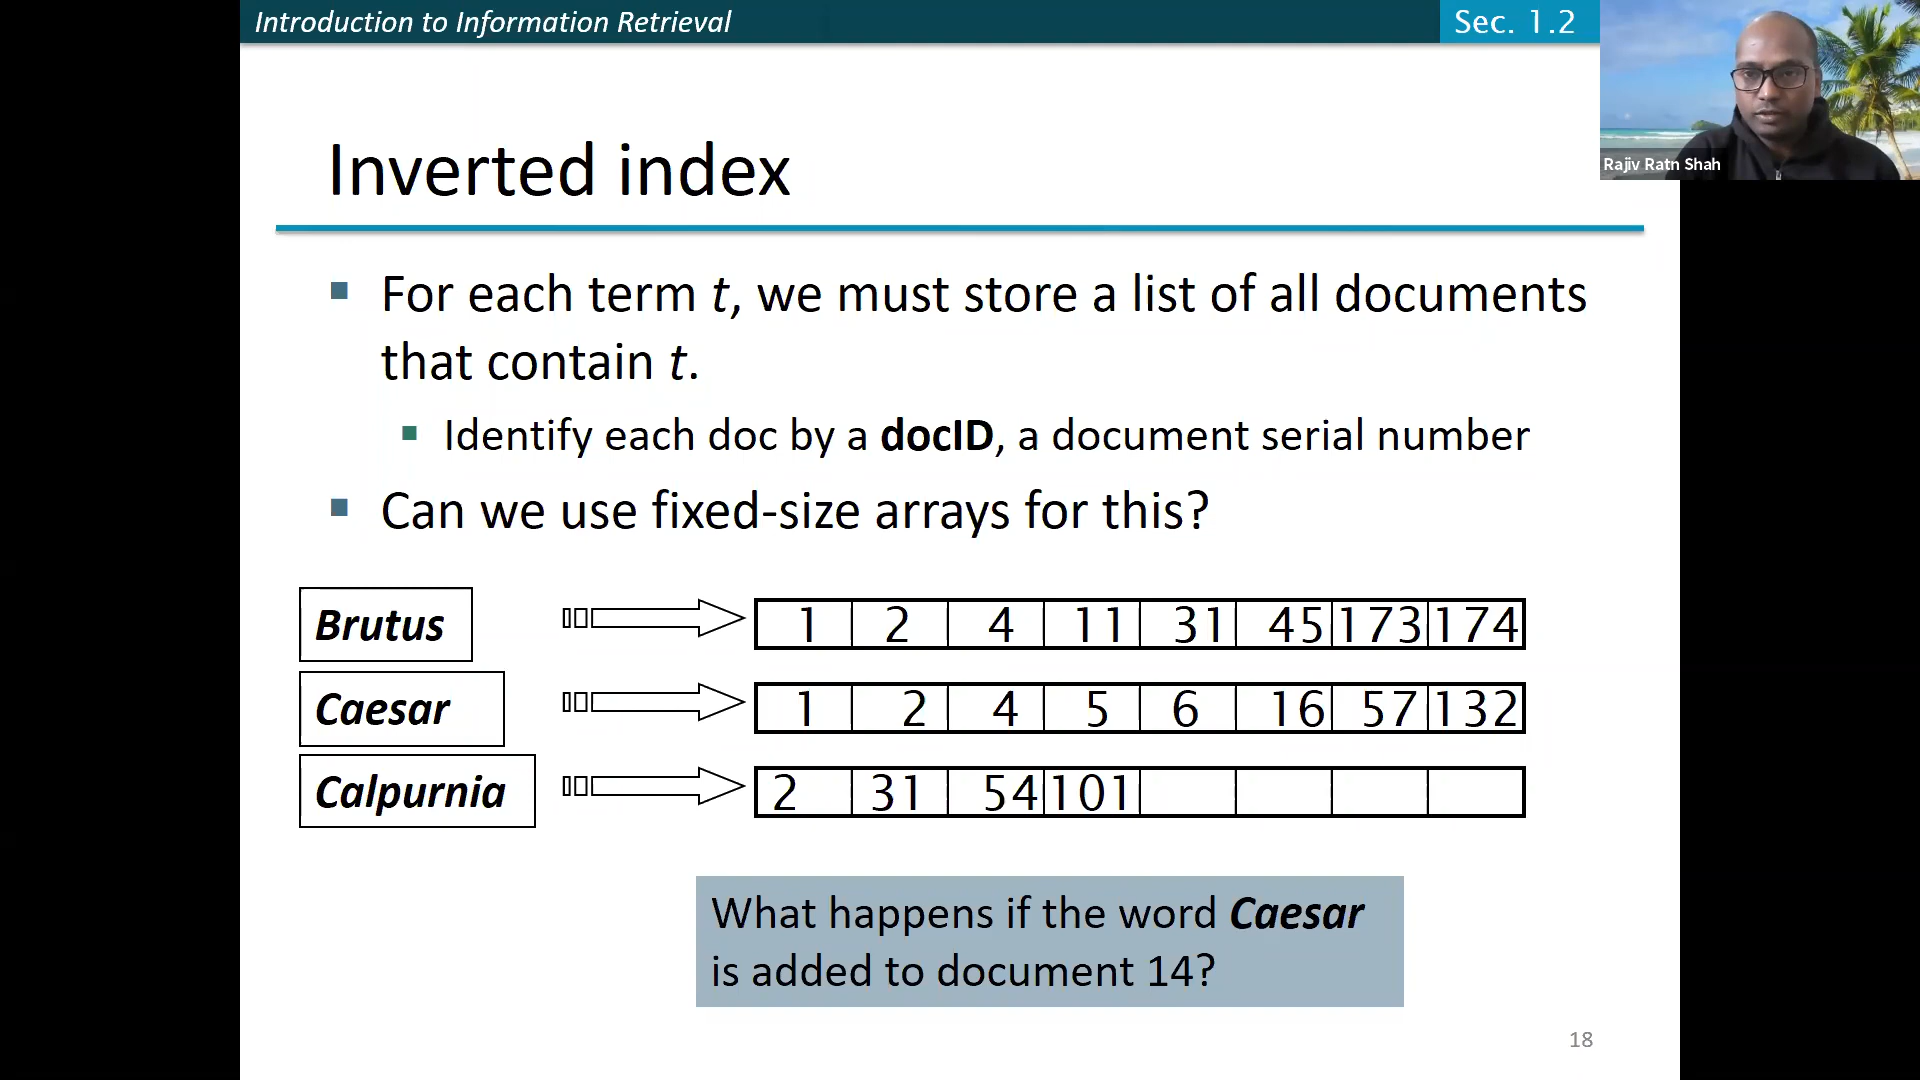 Introduction to Information Retrieval
Sec. 1.2
Rajiv Ratn Shah
Inverted index
For each term t, we must store a list of all documents
that contain t.
Identify each doc by a docID, a document serial number
Can we use fixed-size arrays for this?
Brutus 1 2 4 11 31 45 173 174
Caesar 1 2 4 5 6 16 57 132
Calpurnia 2 31 54 101
What happens if the word Caesar
is added to document 14?
18